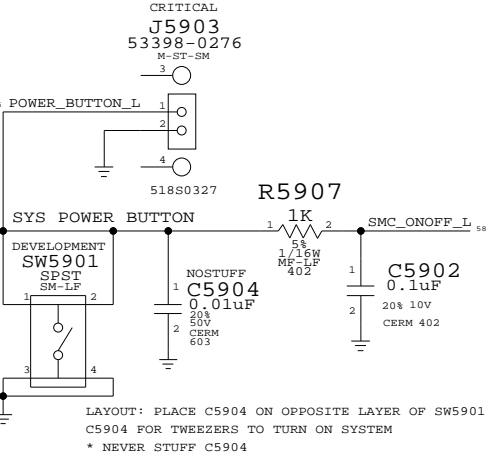 CRITICAL
J5903
53398-0276
M-ST-SM
3
POWER_BUTTON_L
1
2
4
518S0327
R5907
SYS POWER BUTTON
1
1K
2
SMC_ONOFF_L
58
5%
1/16W
MF-LF
402
DEVELOPMENT
SW5901
SPST
SM-LF
1
2
3
4
NOSTUFF
1
C5904
0.01uF
20%
50V
2
CERM
603
1
C5902
0.1uF
2
20% 10V
CERM 402
LAYOUT: PLACE C5904 ON OPPOSITE LAYER OF SW5901
C5904 FOR TWEEZERS TO TURN ON SYSTEM
* NEVER STUFF C5904